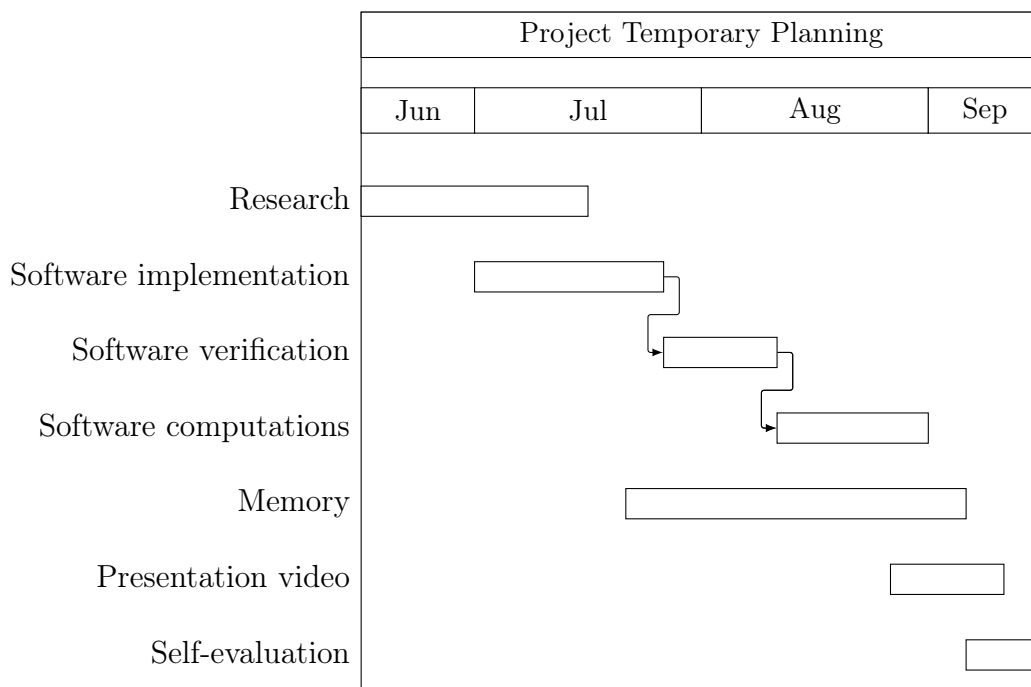 Project Temporary Planning
Jun Jul Aug Sep
Research
Software implementation
Software verification
Software computations
Memory
Presentation video
Self-evaluation